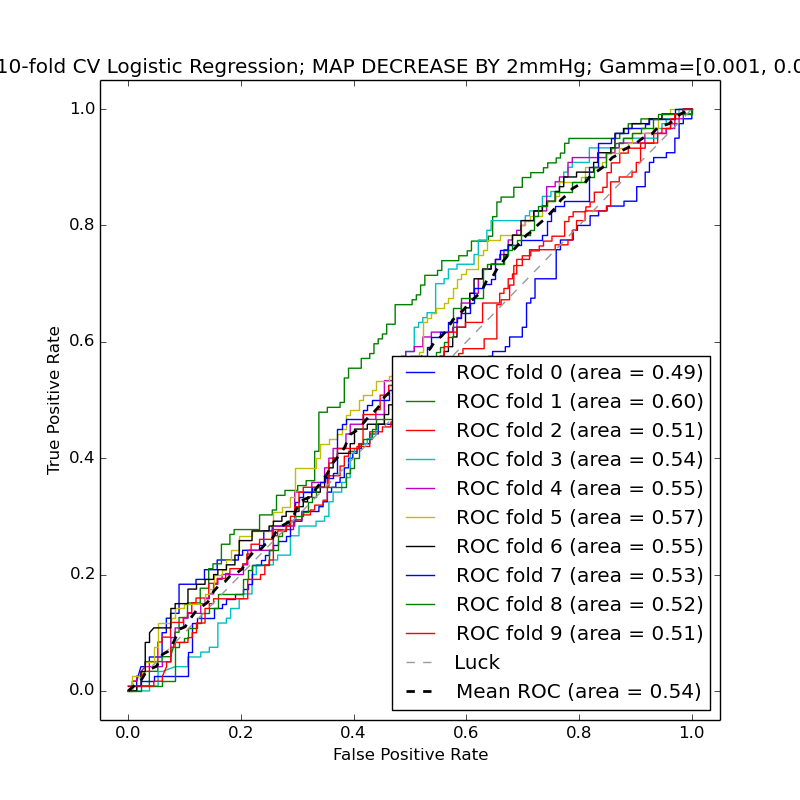 10-fold CV Logistic Regression; MAP DECREASE BY 2mmHg; Gamma=[0.001, 0.0
1.0
0.8
0.6
0.4
0.2
0.0
True Positive Rate
ROC fold 0 (area = 0.49)
ROC fold 1 (area = 0.60)
ROC fold 2 (area = 0.51)
ROC fold 3 (area = 0.54)
ROC fold 4 (area = 0.55)
ROC fold 5 (area = 0.57)
ROC fold 6 (area = 0.55)
ROC fold 7 (area = 0.53)
ROC fold 8 (area = 0.52)
ROC fold 9 (area = 0.51)
Luck
Mean ROC (area = 0.54)
0.0 0.2 0.4 0.6 0.8 1.0
False Positive Rate